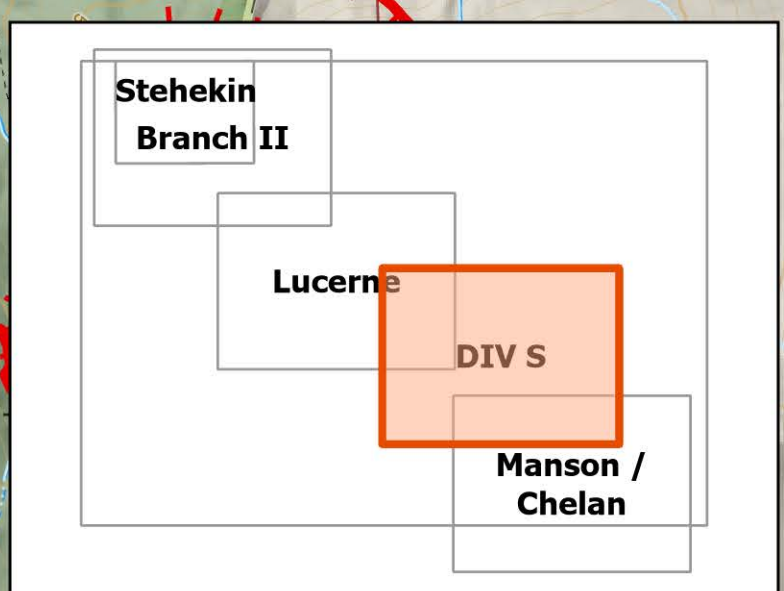 Stehekin
Branch II
Lucerne
DIV S
Manson /
Chelan